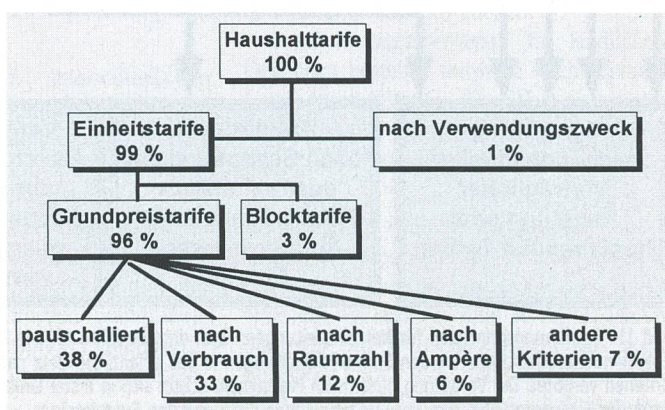 Haushalttarife
100 %
Einheitstarife
99 %
nach Verwendungszweck
1 %
Grundpreistarife
96 %
Blocktarife
3 %
pauschaliert
38 %
nach
Verbrauch
33 %
nach
Raumzahl
12 %
nach
Ampère
6 %
andere
Kriterien 7 %